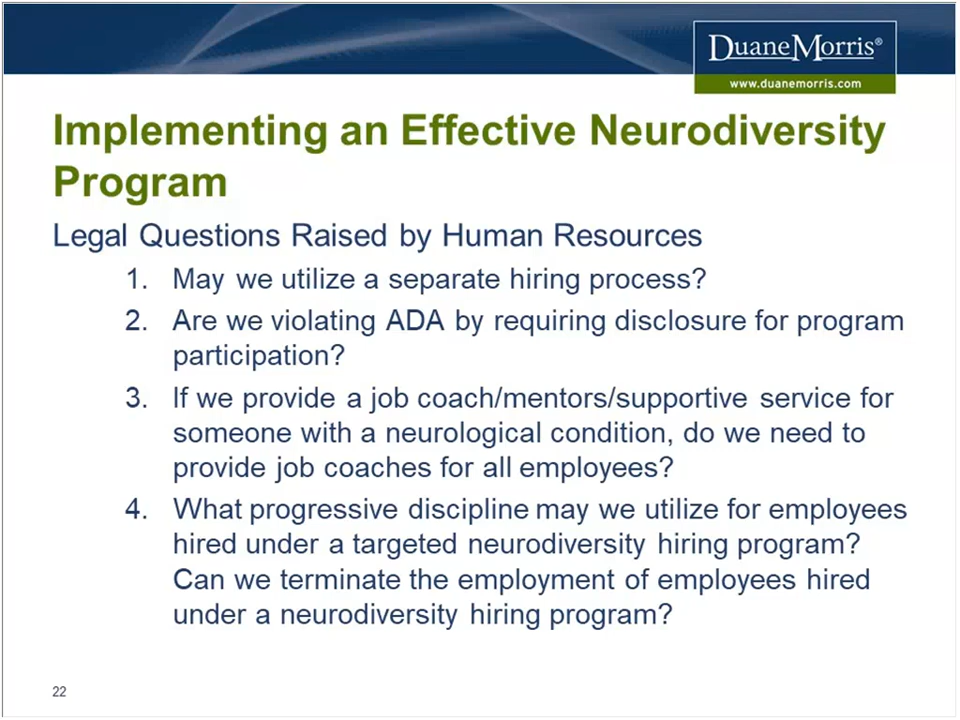 DuaneMorris®
www.duanemorris.com
Implementing an Effective Neurodiversity
Program
Legal Questions Raised by Human Resources
1. May we utilize a separate hiring process?
2. Are we violating ADA by requiring disclosure for program
participation?
3. If we provide a job coach/mentors/supportive service for
someone with a neurological condition, do we need to
provide job coaches for all employees?
4. What progressive discipline may we utilize for employees
hired under a targeted neurodiversity hiring program?
Can we terminate the employment of employees hired
under a neurodiversity hiring program?
22